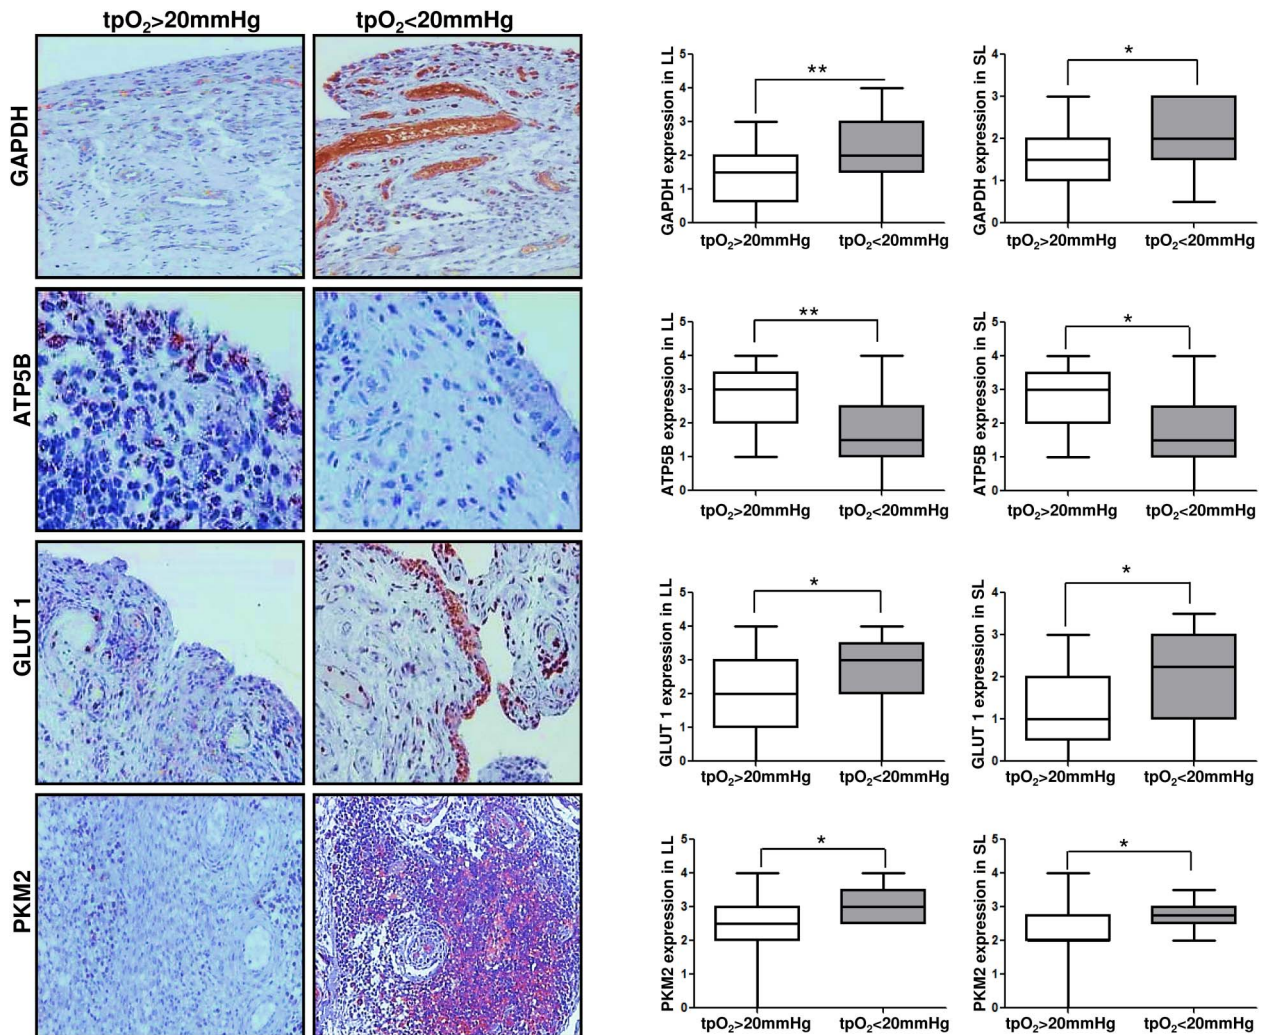 tpO₂>20mmHg tpO₂<20mmHg
GAPDH
ATP5B
GLUT 1
PKM2
GAPDH expression in LL
5
4
3
2
1
0
**
tpO₂>20mmHg tpO₂<20mmHg
GAPDH expression in SL
4
3
2
1
0
*
tpO₂>20mmHg tpO₂<20mmHg
ATP5B expression in LL
5
4
3
2
1
0
**
tpO₂>20mmHg tpO₂<20mmHg
ATP5B expression in SL
5
4
3
2
1
0
*
tpO₂>20mmHg tpO₂<20mmHg
GLUT 1 expression in LL
5
4
3
2
1
0
*
tpO₂>20mmHg tpO₂<20mmHg
GLUT 1 expression in SL
4
3
2
1
0
*
tpO₂>20mmHg tpO₂<20mmHg
PKM2 expression in LL
5
4
3
2
1
0
*
tpO₂>20mmHg tpO₂<20mmHg
PKM2 expression in SL
5
4
3
2
1
0
*
tpO₂>20mmHg tpO₂<20mmHg